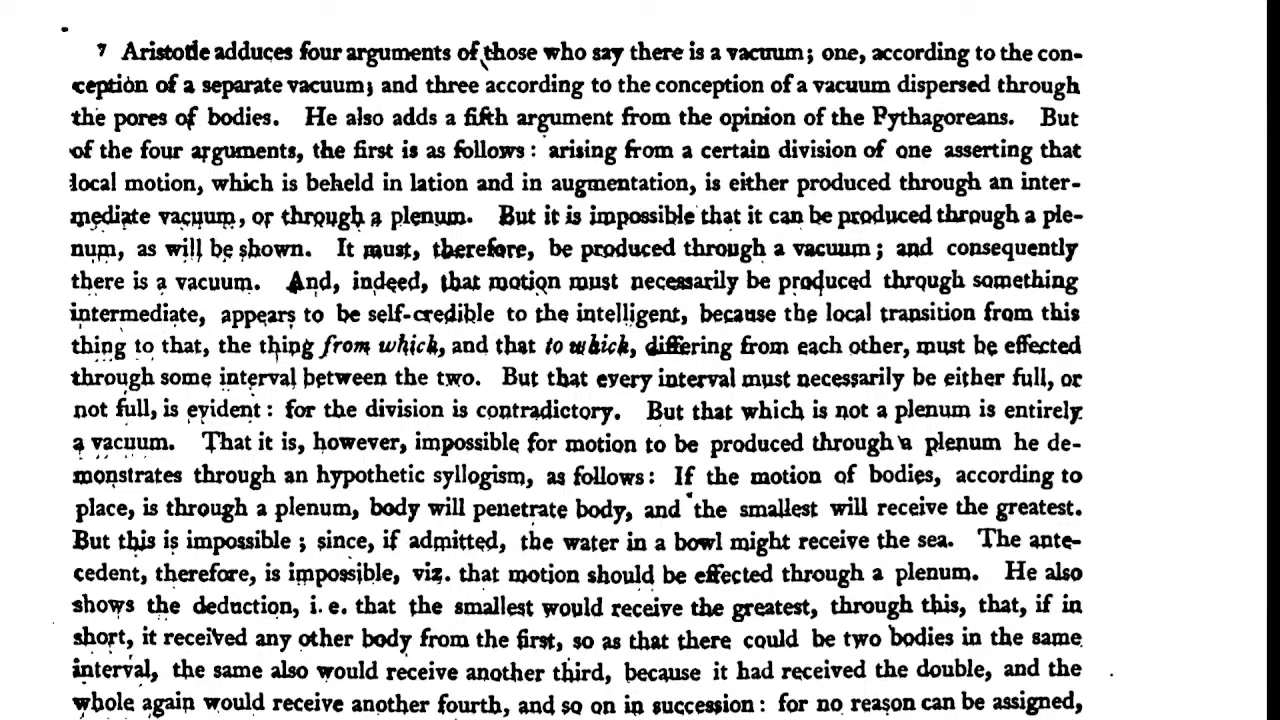 7 Aristotle adduces four arguments of those who say there is a vacuum; one, according to the con-
ception of a separate vacuum; and three according to the conception of a vacuum dispersed through
the pores of bodies. He also adds a fifth argument from the opinion of the Pythagoreans. But
of the four arguments, the first is as follows: arising from a certain division of one asserting that
local motion, which is beheld in lation and in augmentation, is either produced through an inter-
mediate vacuum, or through a plenum. But it is impossible that it can be produced through a ple-
num, as will be shown. It must, therefore, be produced through a vacuum; and consequently
there is a vacuum. And, indeed, that motion must necessarily be produced through something
intermediate, appears to be self-credible to the intelligent, because the local transition from this
thing to that, the thing from which, and that to which, differing from each other, must be effected
through some interval between the two. But that every interval must necessarily be either full, or
not full, is evident: for the division is contradictory. But that which is not a plenum is entirely
a vacuum. That it is, however, impossible for motion to be produced through a plenum he de-
monstrates through an hypothetic syllogism, as follows: If the motion of bodies, according to
place, is through a plenum, body will penetrate body, and the smallest will receive the greatest.
But this is impossible; since, if admitted, the water in a bowl might receive the sea. The ante-
cedent, therefore, is impossible, viz. that motion should be effected through a plenum. He also
shows the deduction, i. e. that the smallest would receive the greatest, through this, that, if in
short, it received any other body from the first, so as that there could be two bodies in the same
interval, the same also would receive another third, because it had received the double, and the
whole again would receive another fourth, and so on in succession: for no reason can be assigned,